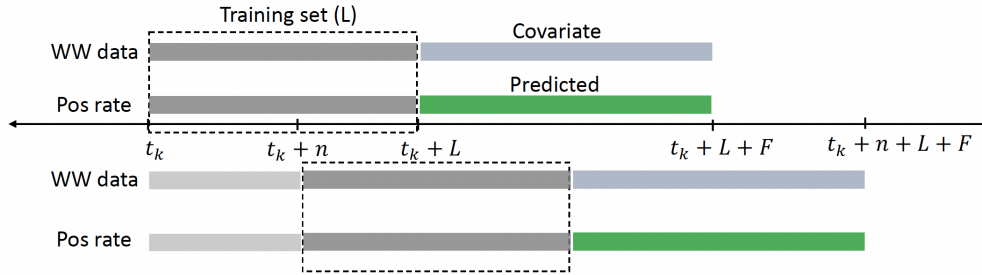 Training set (L)
WW data
Covariate
Pos rate
Predicted
t_k
t_k + n
t_k + L
t_k + L + F
t_k + n + L + F
WW data
Pos rate